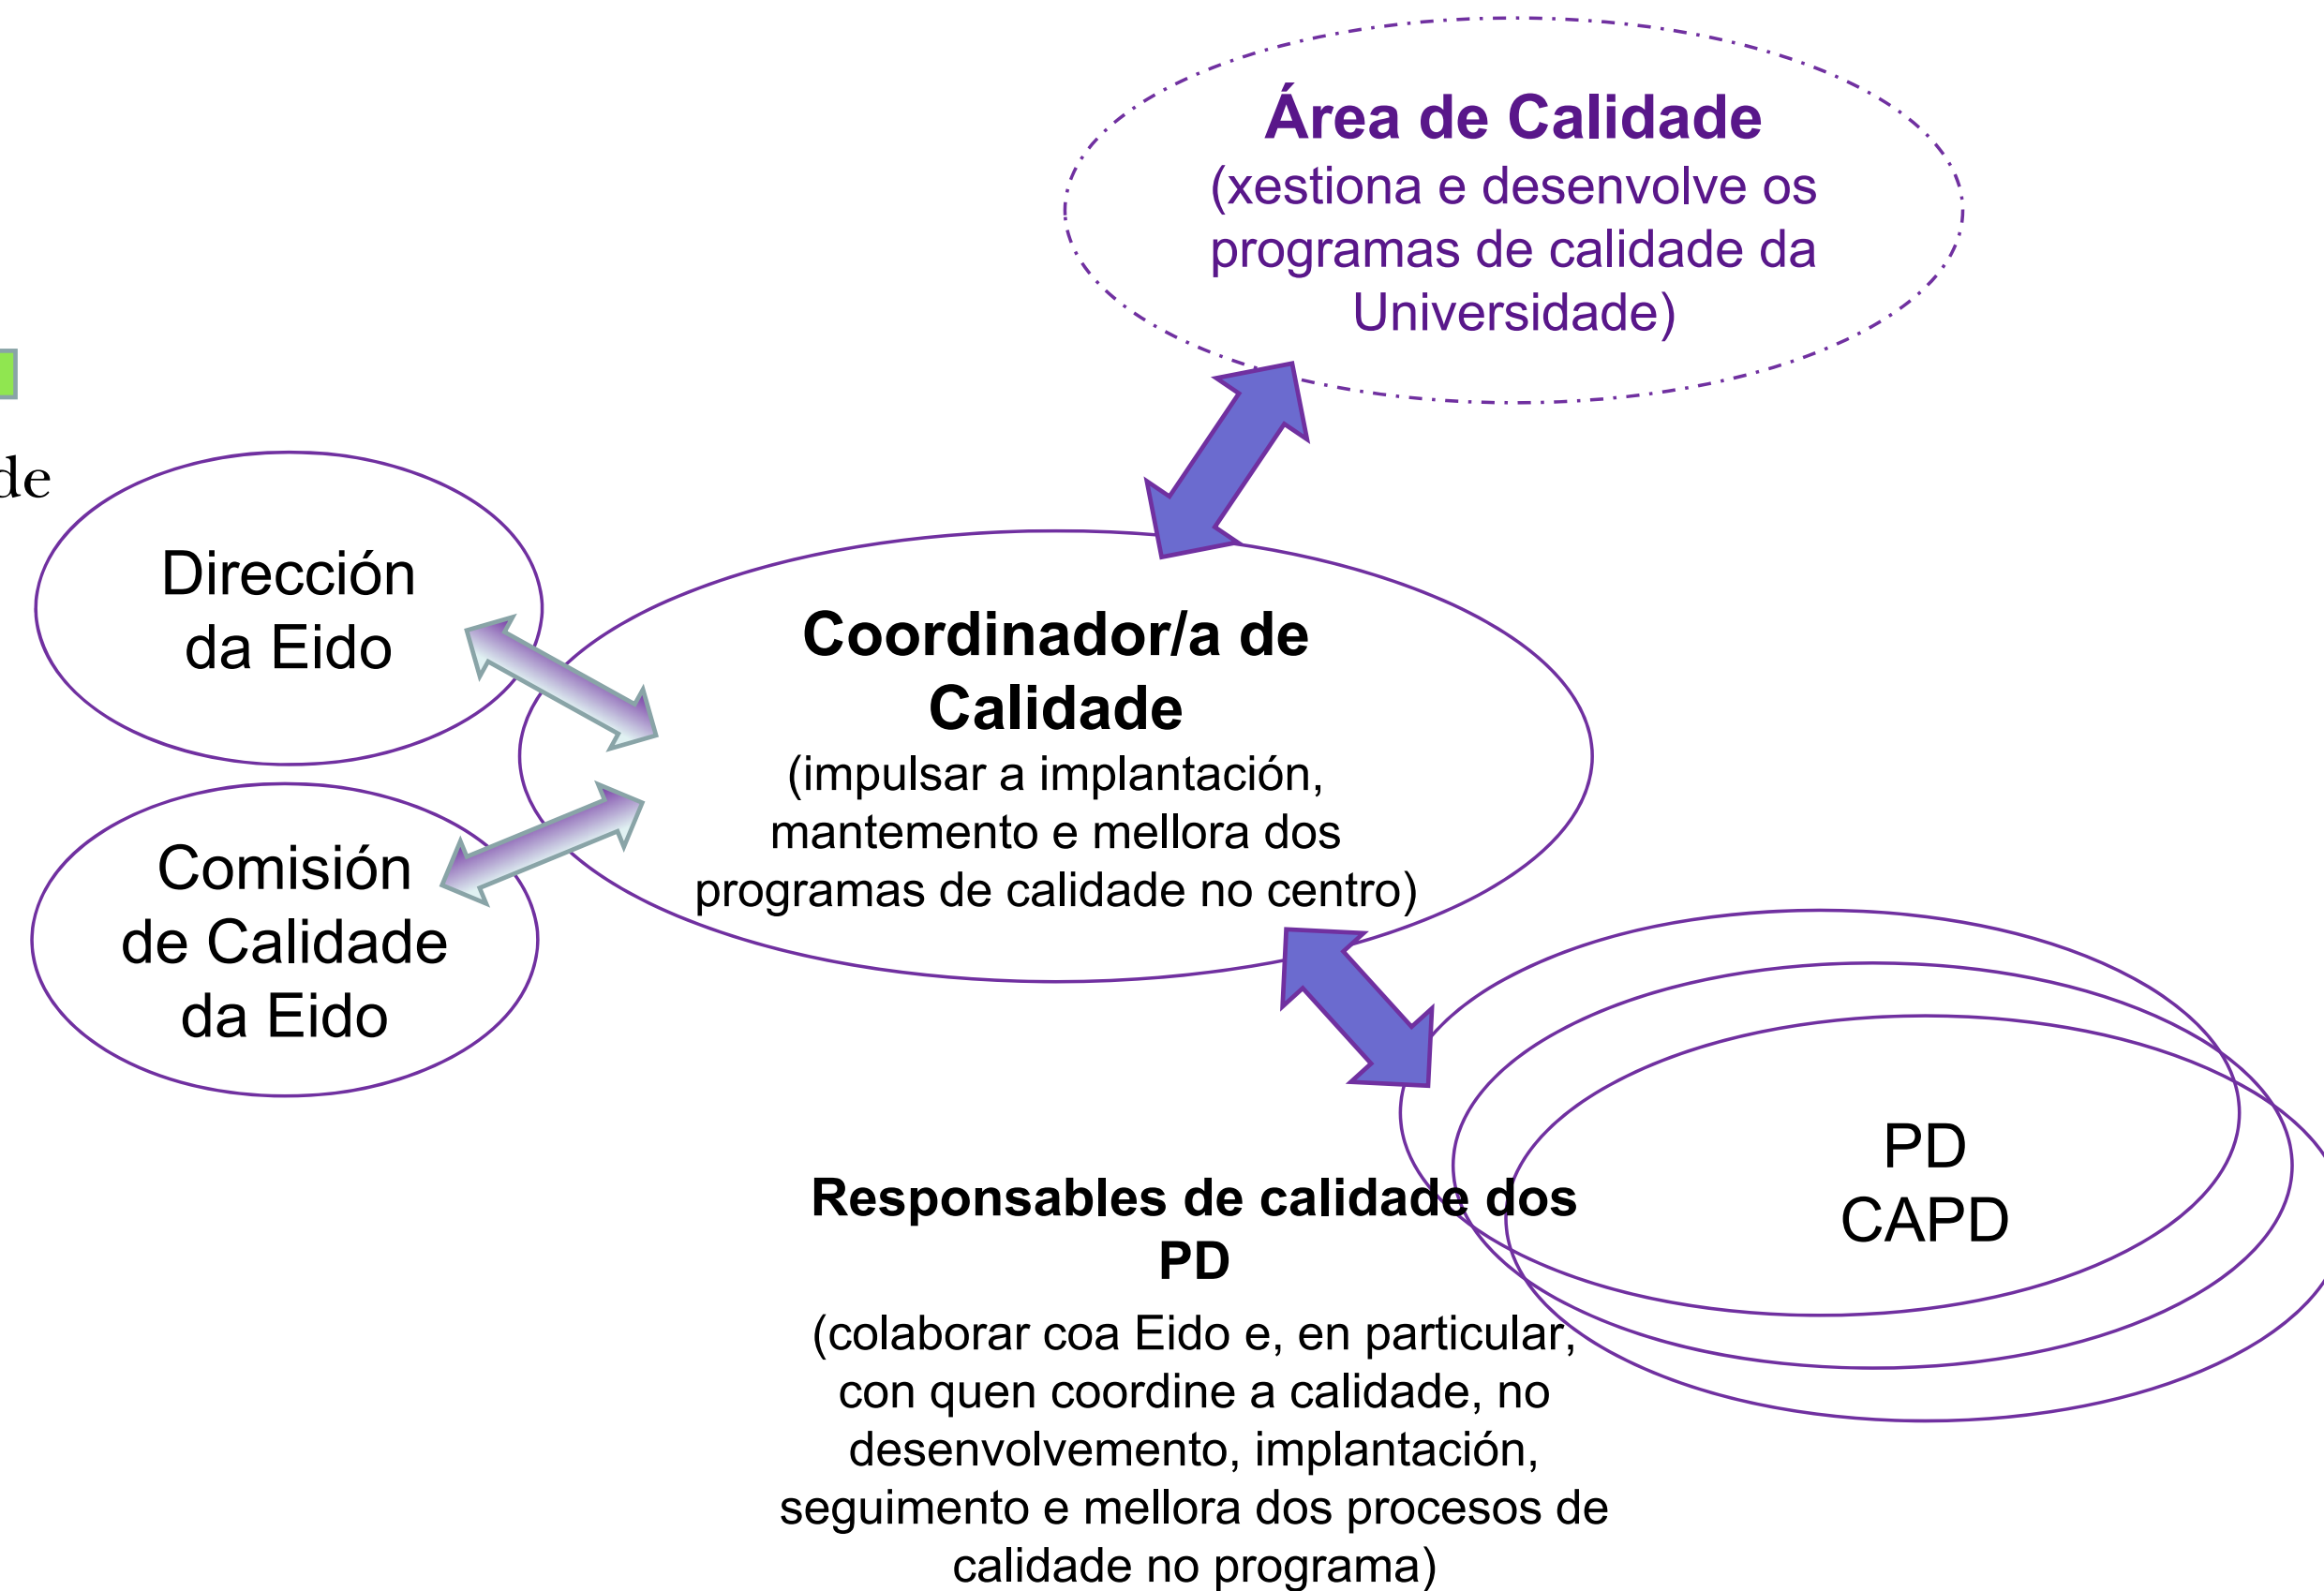 Área de Calidade
(xestiona e desenvolve os
programas de calidade da
Universidade)
de
Dirección
da Eido
Coordinador/a de
Calidade
(impulsar a implantación,
mantemento e mellora dos
programas de calidade no centro)
Comisión
de Calidade
da Eido
PD
CAPD
Responsables de calidade dos
PD
(colaborar coa Eido e, en particular,
con quen coordine a calidade, no
desenvolvemento, implantación,
seguimento e mellora dos procesos de
calidade no programa)